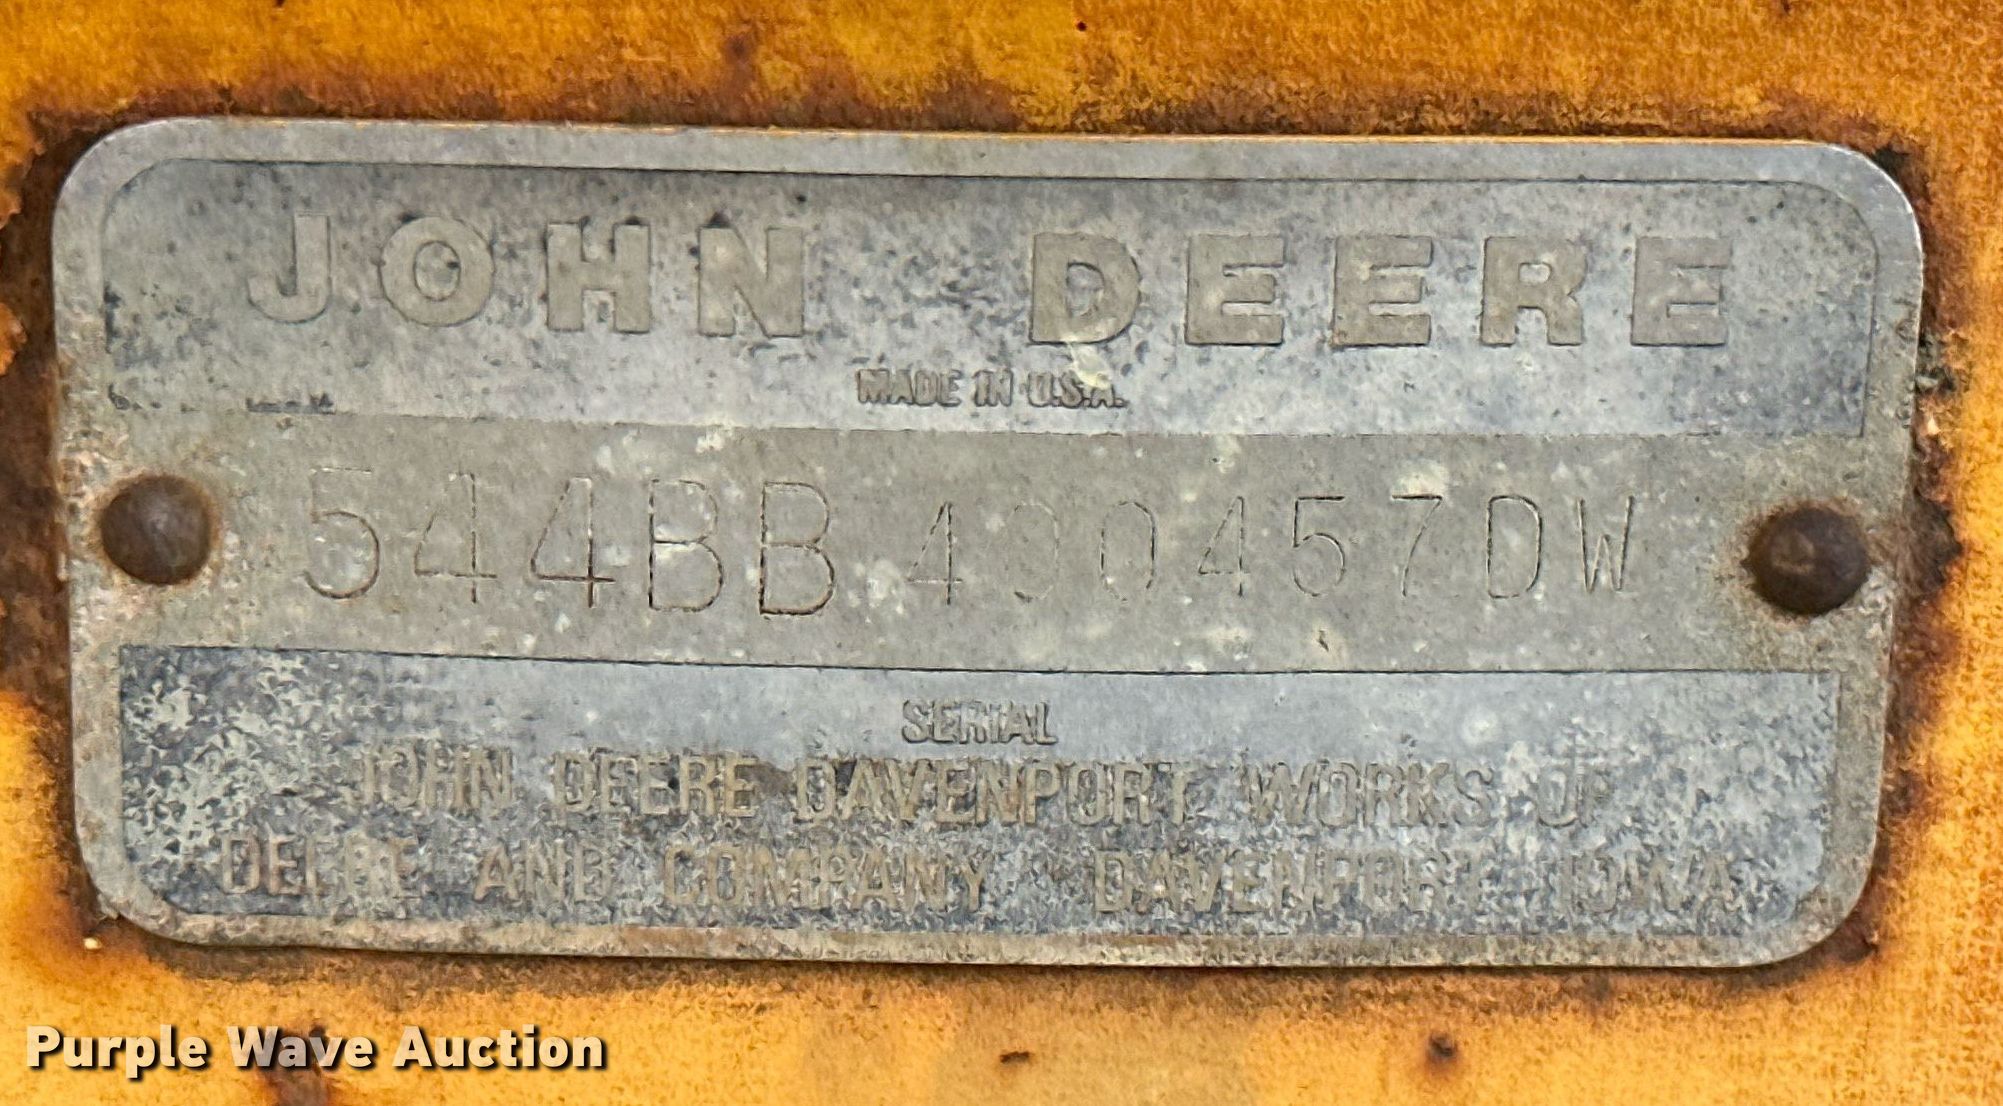 JOHN DEERE
MADE IN U.S.A.
544BB 400457DW
SERIAL
JOHN DEERE DAVENPORT WORKS OF
DEERE AND COMPANY DAVENPORT IOWA
Purple Wave Auction